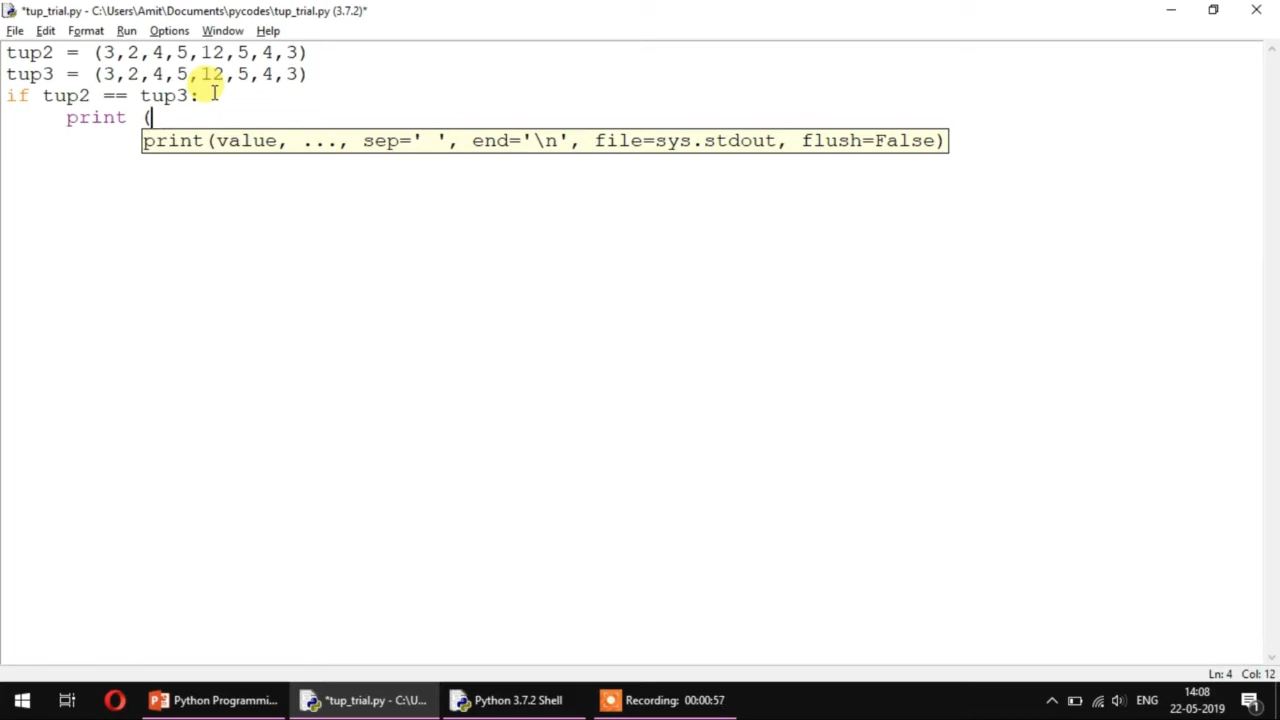 *tup_trial.py - C:\Users\Amit\Documents\pycodes\tup_trial.py (3.7.2)*
File Edit Format Run Options Window Help
tup2 = (3,2,4,5,12,5,4,3)
tup3 = (3,2,4,5,12,5,4,3)
if tup2 == tup3:
print (
print(value, ..., sep=' ', end='\n', file=sys.stdout, flush=False)
Ln: 4 Col: 12
Python Programmi... *tup_trial.py - C:\U... Python 3.7.2 Shell Recording: 00:00:57 ENG 14:08
22-05-2019 1